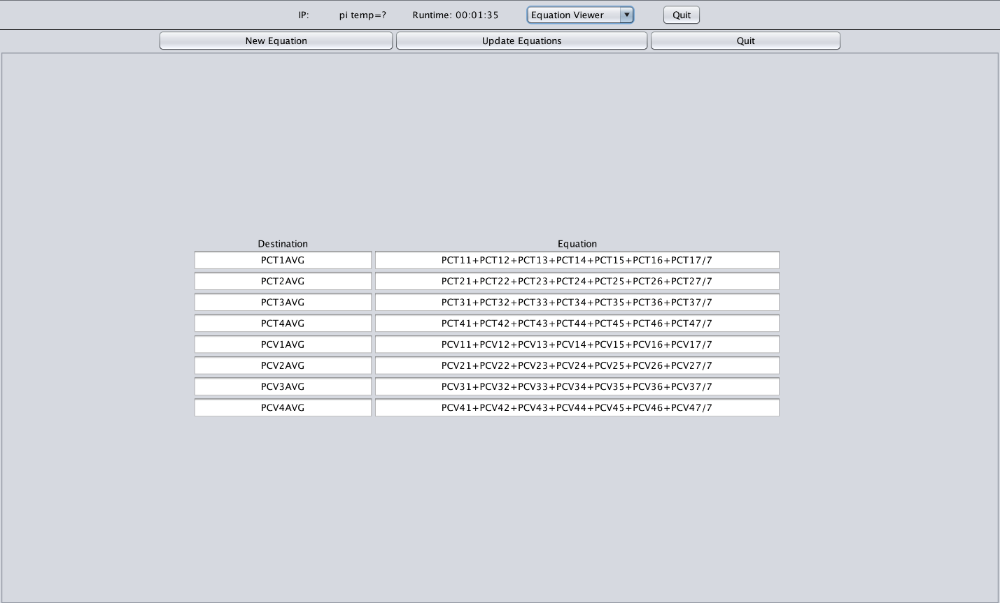 IP: pi temp=? Runtime: 00:01:35 Equation Viewer Quit
New Equation Update Equations Quit
Destination Equation
PCT1AVG PCT11+PCT12+PCT13+PCT14+PCT15+PCT16+PCT17/7
PCT2AVG PCT21+PCT22+PCT23+PCT24+PCT25+PCT26+PCT27/7
PCT3AVG PCT31+PCT32+PCT33+PCT34+PCT35+PCT36+PCT37/7
PCT4AVG PCT41+PCT42+PCT43+PCT44+PCT45+PCT46+PCT47/7
PCV1AVG PCV11+PCV12+PCV13+PCV14+PCV15+PCV16+PCV17/7
PCV2AVG PCV21+PCV22+PCV23+PCV24+PCV25+PCV26+PCV27/7
PCV3AVG PCV31+PCV32+PCV33+PCV34+PCV35+PCV36+PCV37/7
PCV4AVG PCV41+PCV42+PCV43+PCV44+PCV45+PCV46+PCV47/7